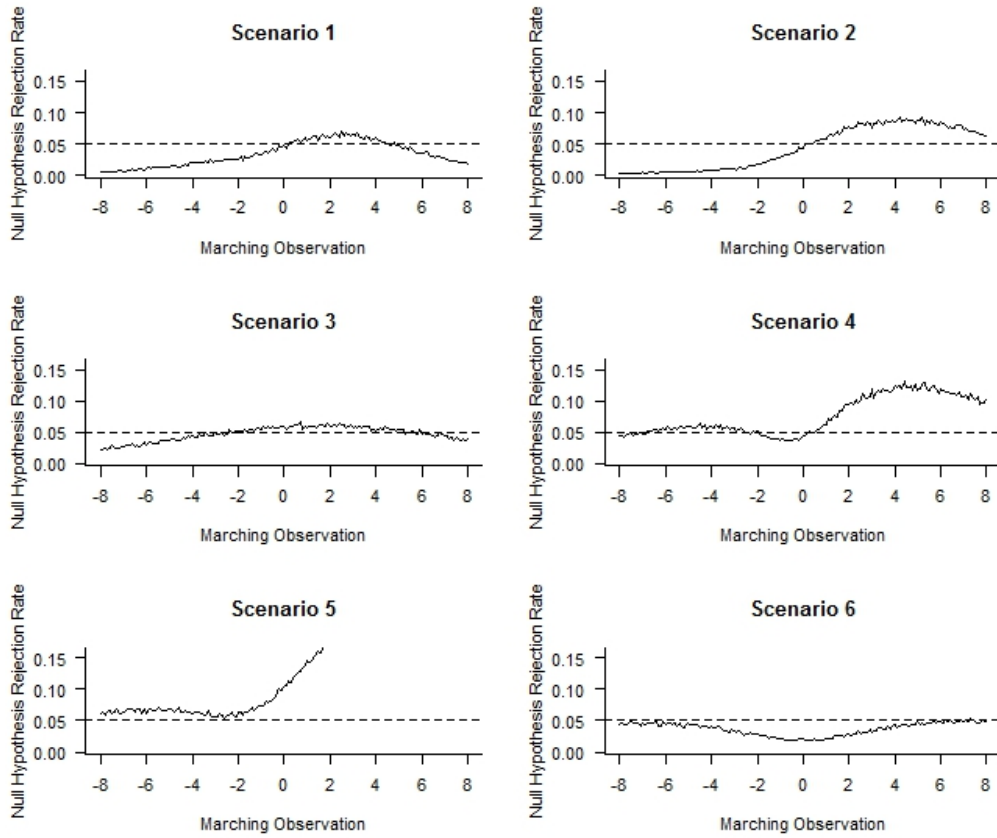 Scenario 1
Null Hypothesis Rejection Rate
0.15
0.10
0.05
0.00
-8 -6 -4 -2 0 2 4 6 8
Marching Observation
Scenario 2
Null Hypothesis Rejection Rate
0.15
0.10
0.05
0.00
-8 -6 -4 -2 0 2 4 6 8
Marching Observation
Scenario 3
Null Hypothesis Rejection Rate
0.15
0.10
0.05
0.00
-8 -6 -4 -2 0 2 4 6 8
Marching Observation
Scenario 4
Null Hypothesis Rejection Rate
0.15
0.10
0.05
0.00
-8 -6 -4 -2 0 2 4 6 8
Marching Observation
Scenario 5
Null Hypothesis Rejection Rate
0.15
0.10
0.05
0.00
-8 -6 -4 -2 0 2 4 6 8
Marching Observation
Scenario 6
Null Hypothesis Rejection Rate
0.15
0.10
0.05
0.00
-8 -6 -4 -2 0 2 4 6 8
Marching Observation